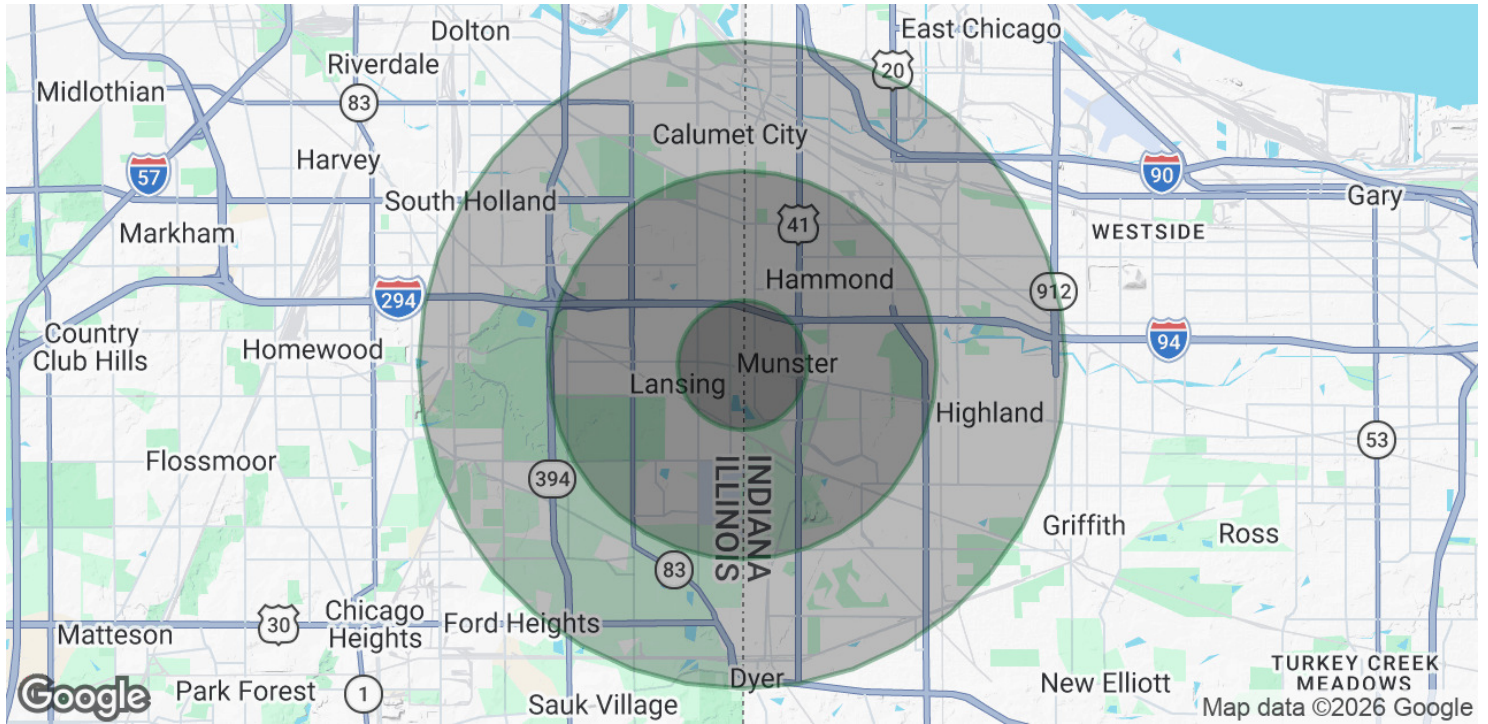 Dolton
East Chicago
Riverdale
20
Midlothian
83
Calumet City
Harvey
57
90
South Holland
Gary
41
Markham
WESTSIDE
Hammond
294
912
Country
Club Hills
Homewood
94
Munster
Lansing
Highland
53
Flossmoor
394
INDIANA
ILLINOIS
Griffith
Ross
83
Chicago
Heights
30
Ford Heights
Matteson
TURKEY CREEK
MEADOWS
Dyer
New Elliott
Google
Park Forest
1
Sauk Village
Map data ©2026 Google